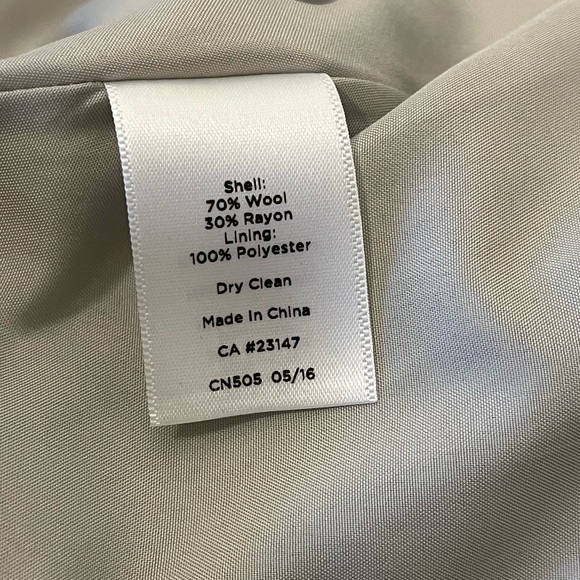 Shell:
70% Wool
30% Rayon
Lining:
100% Polyester
Dry Clean
Made In China
CA #23147
CN505 05/16